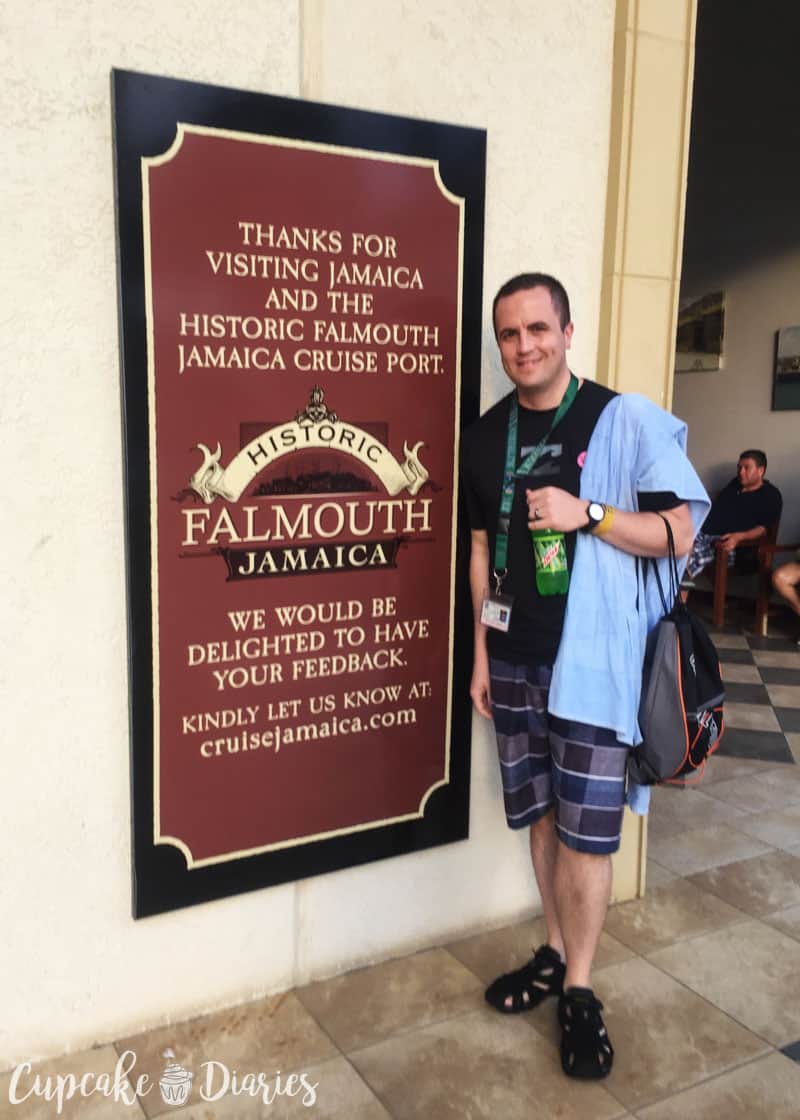 THANKS FOR
VISITING JAMAICA
AND THE
HISTORIC FALMOUTH
JAMAICA CRUISE PORT.
HISTORIC
FALMOUTH
JAMAICA
WE WOULD BE
DELIGHTED TO HAVE
YOUR FEEDBACK.
KINDLY LET US KNOW AT:
cruisejamaica.com
Cupcake Diaries